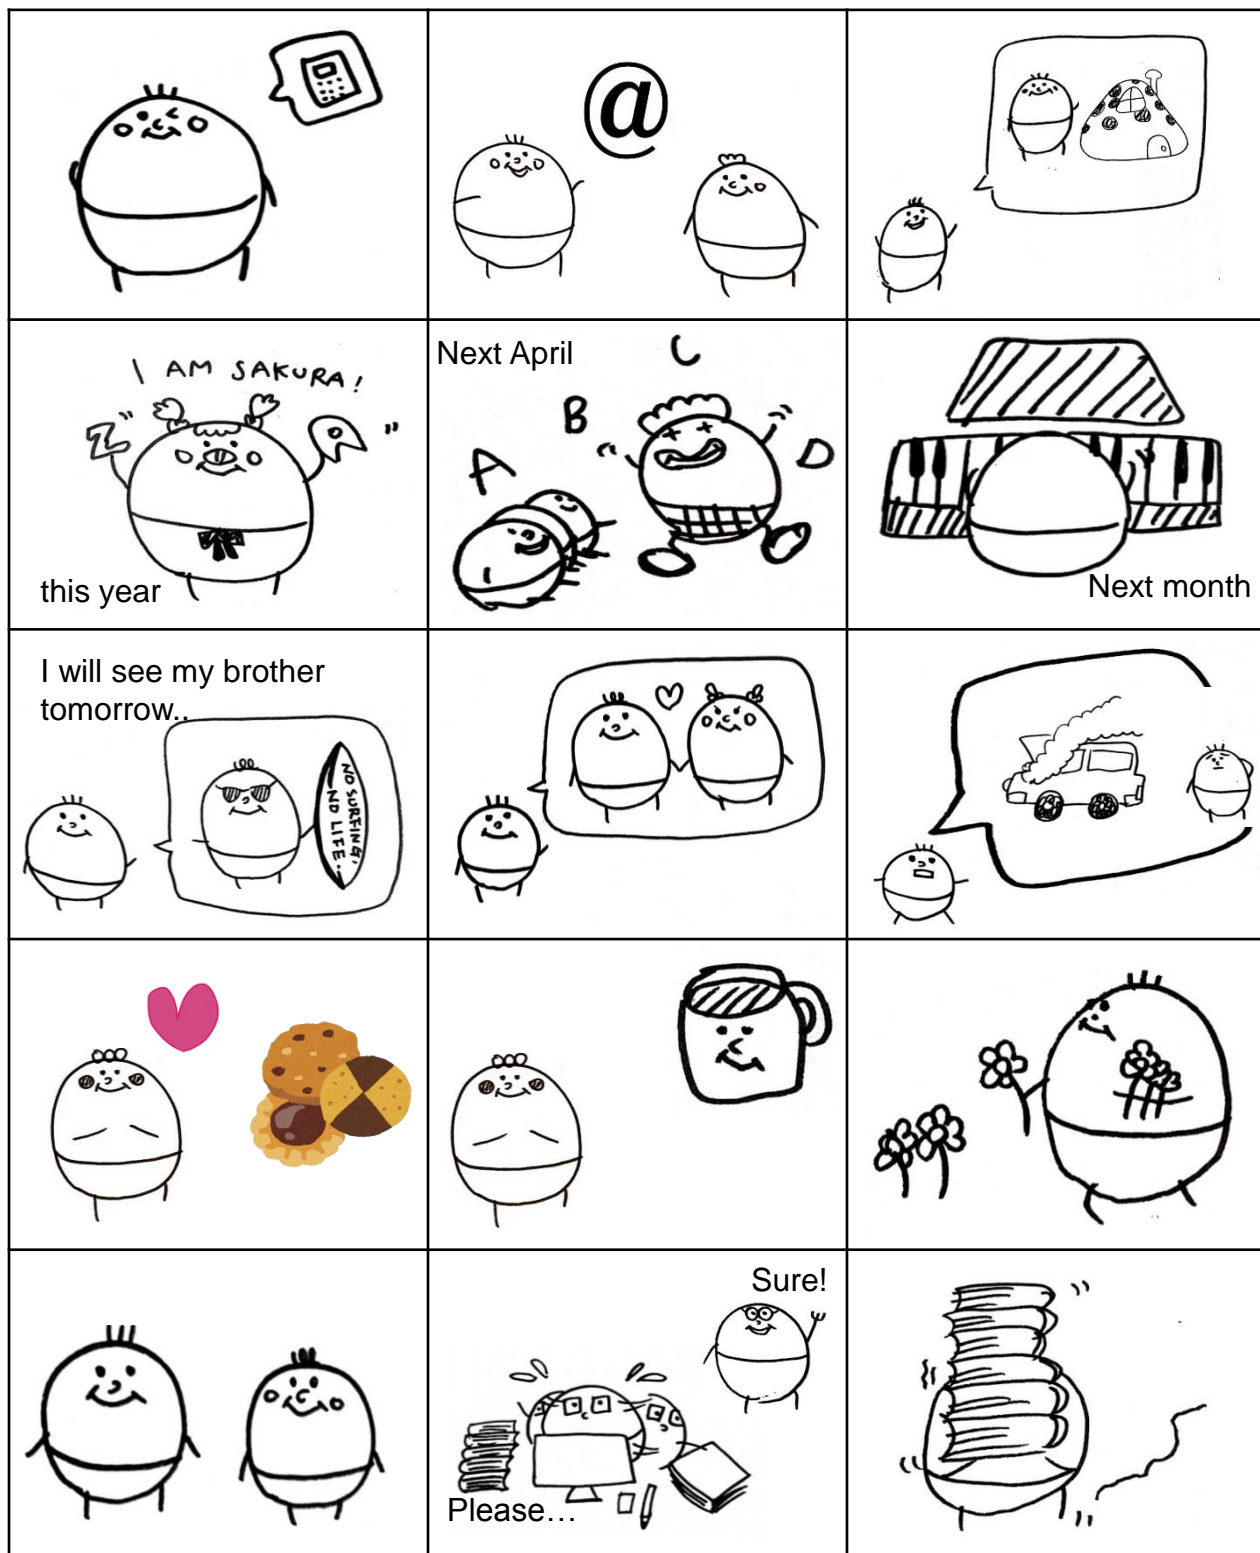 @
I AM SAKURA!
Z
R
this year
Next April
A
B
C
D
Next month
I will see my brother
tomorrow..
NO SURFING,
NO LIFE.
Sure!
Please…